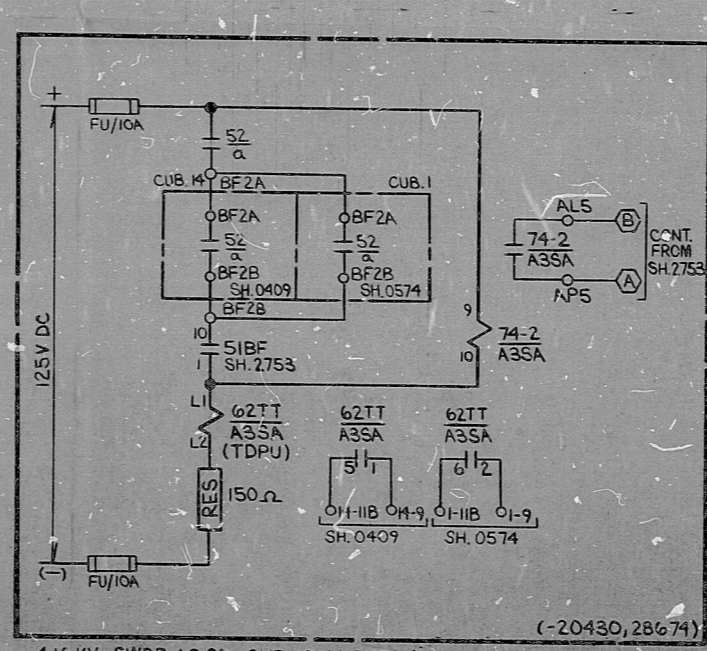 +
FU/10A
52
a
CUB. 14
BF2A
CUB. 1
BF2A
BF2A
52
a
52
a
BF2B
BF2B
SH.0409
SH.0574
BF2B
125V DC
10
51BF
1
SH.2753
9
10
74-2
A3SA
AL5
B
74-2
A3SA
AP5
A
CONT.
FROM
SH.2753
L1
L2
62TT
A3SA
(TDPU)
RES
150Ω
62TT
A3SA
5 1
14-11B 14-9
SH. 0409
62TT
A3SA
6 2
1-11B 1-9
SH. 0574
(-)
FU/10A
(-20430,28674)